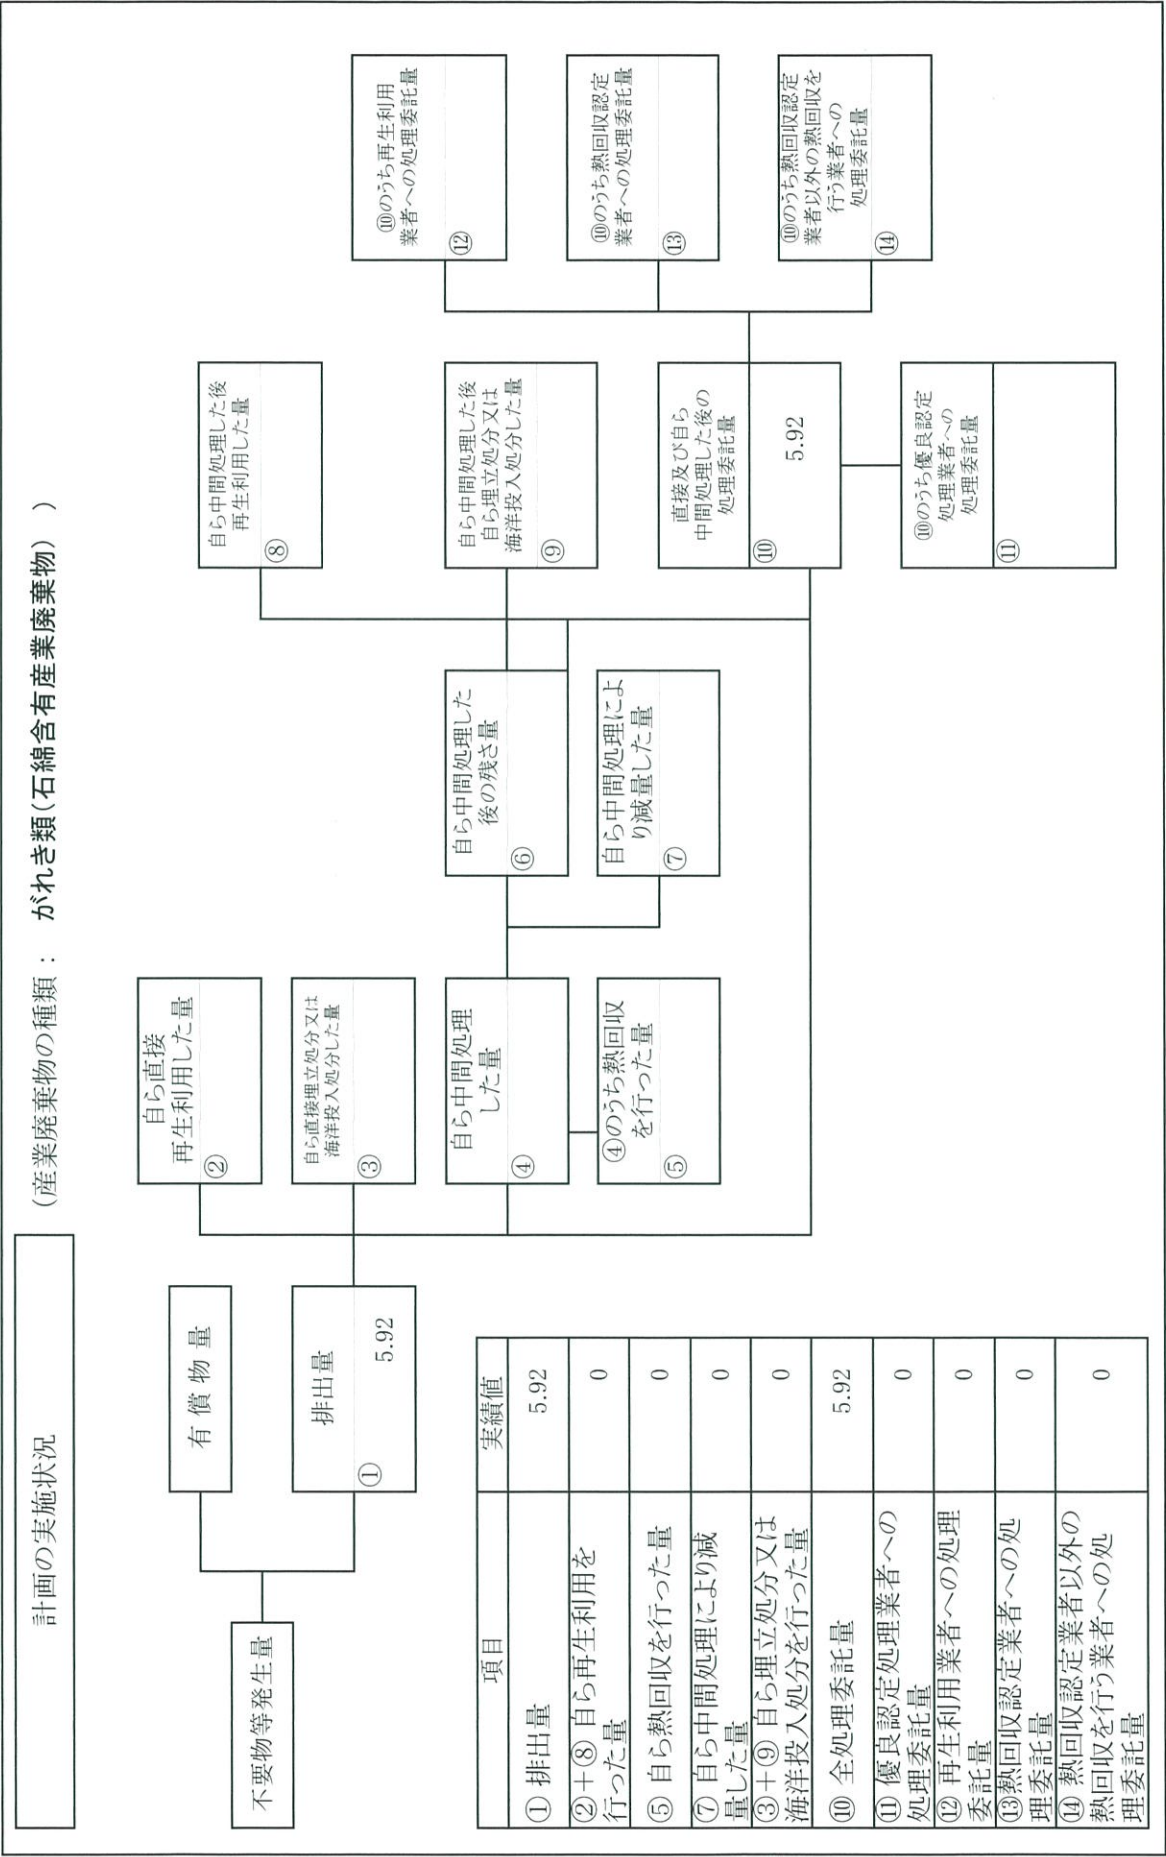 計画の実施状況
(産業廃棄物の種類： がれき類(石綿含有産業廃棄物) )
不要物等発生量
有償物量
排出量
①
5.92
自ら直接
再生利用した量
②
自ら直接埋立処分又は
海洋投入処分した量
③
自ら中間処理
した量
④
④のうち熱回収
を行った量
⑤
自ら中間処理した
後の残さ量
⑥
自ら中間処理によ
り減量した量
⑦
自ら中間処理した後
再生利用した量
⑧
自ら中間処理した後
自ら埋立処分又は
海洋投入処分した量
⑨
直接及び自ら
中間処理した後の
処理委託量
⑩
5.92
⑩のうち優良認定
処理業者への
処理委託量
⑪
⑩のうち再生利用
業者への処理委託量
⑫
⑩のうち熱回収認定
業者への処理委託量
⑬
⑩のうち熱回収認定
業者以外の熱回収を
行う業者への
処理委託量
⑭
項目 実績値
① 排出量 5.92
②＋⑧ 自ら再生利用を
行った量 0
⑤ 自ら熱回収を行った量 0
⑦ 自ら中間処理により減
量した量 0
③＋⑨ 自ら埋立処分又は
海洋投入処分を行った量 0
⑩ 全処理委託量 5.92
⑪ 優良認定処理業者への
処理委託量 0
⑫ 再生利用業者への処理
委託量 0
⑬熱回収認定業者への処
理委託量 0
⑭ 熱回収認定業者以外の
熱回収を行う業者への処
理委託量 0